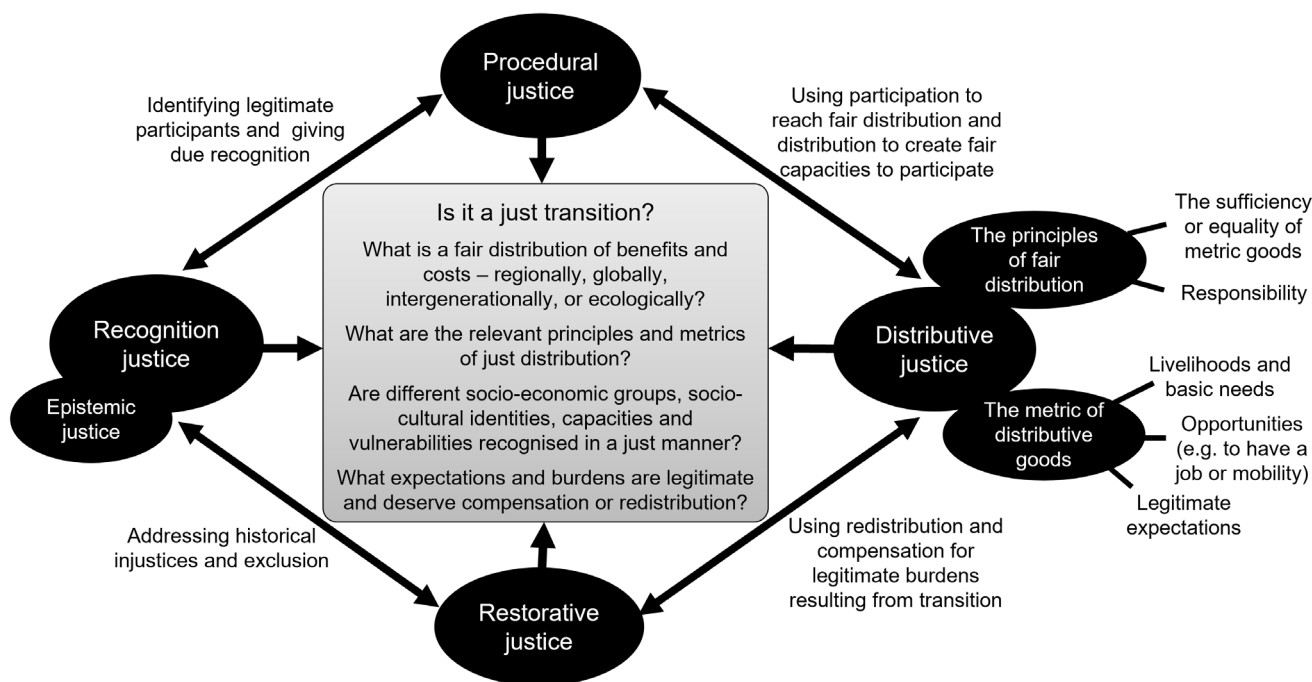 Procedural
justice
Identifying legitimate
participants and giving
due recognition
Using participation to
reach fair distribution and
distribution to create fair
capacities to participate
Is it a just transition?
What is a fair distribution of benefits and
costs – regionally, globally,
intergenerationally, or ecologically?
What are the relevant principles and metrics
of just distribution?
Are different socio-economic groups, socio-
cultural identities, capacities and
vulnerabilities recognised in a just manner?
What expectations and burdens are legitimate
and deserve compensation or redistribution?
Recognition
justice
Epistemic
justice
Distributive
justice
The principles
of fair
distribution
The sufficiency
or equality of
metric goods
Responsibility
The metric of
distributive
goods
Livelihoods and
basic needs
Opportunities
(e.g. to have a
job or mobility)
Legitimate
expectations
Addressing historical
injustices and exclusion
Using redistribution and
compensation for
legitimate burdens
resulting from transition
Restorative
justice